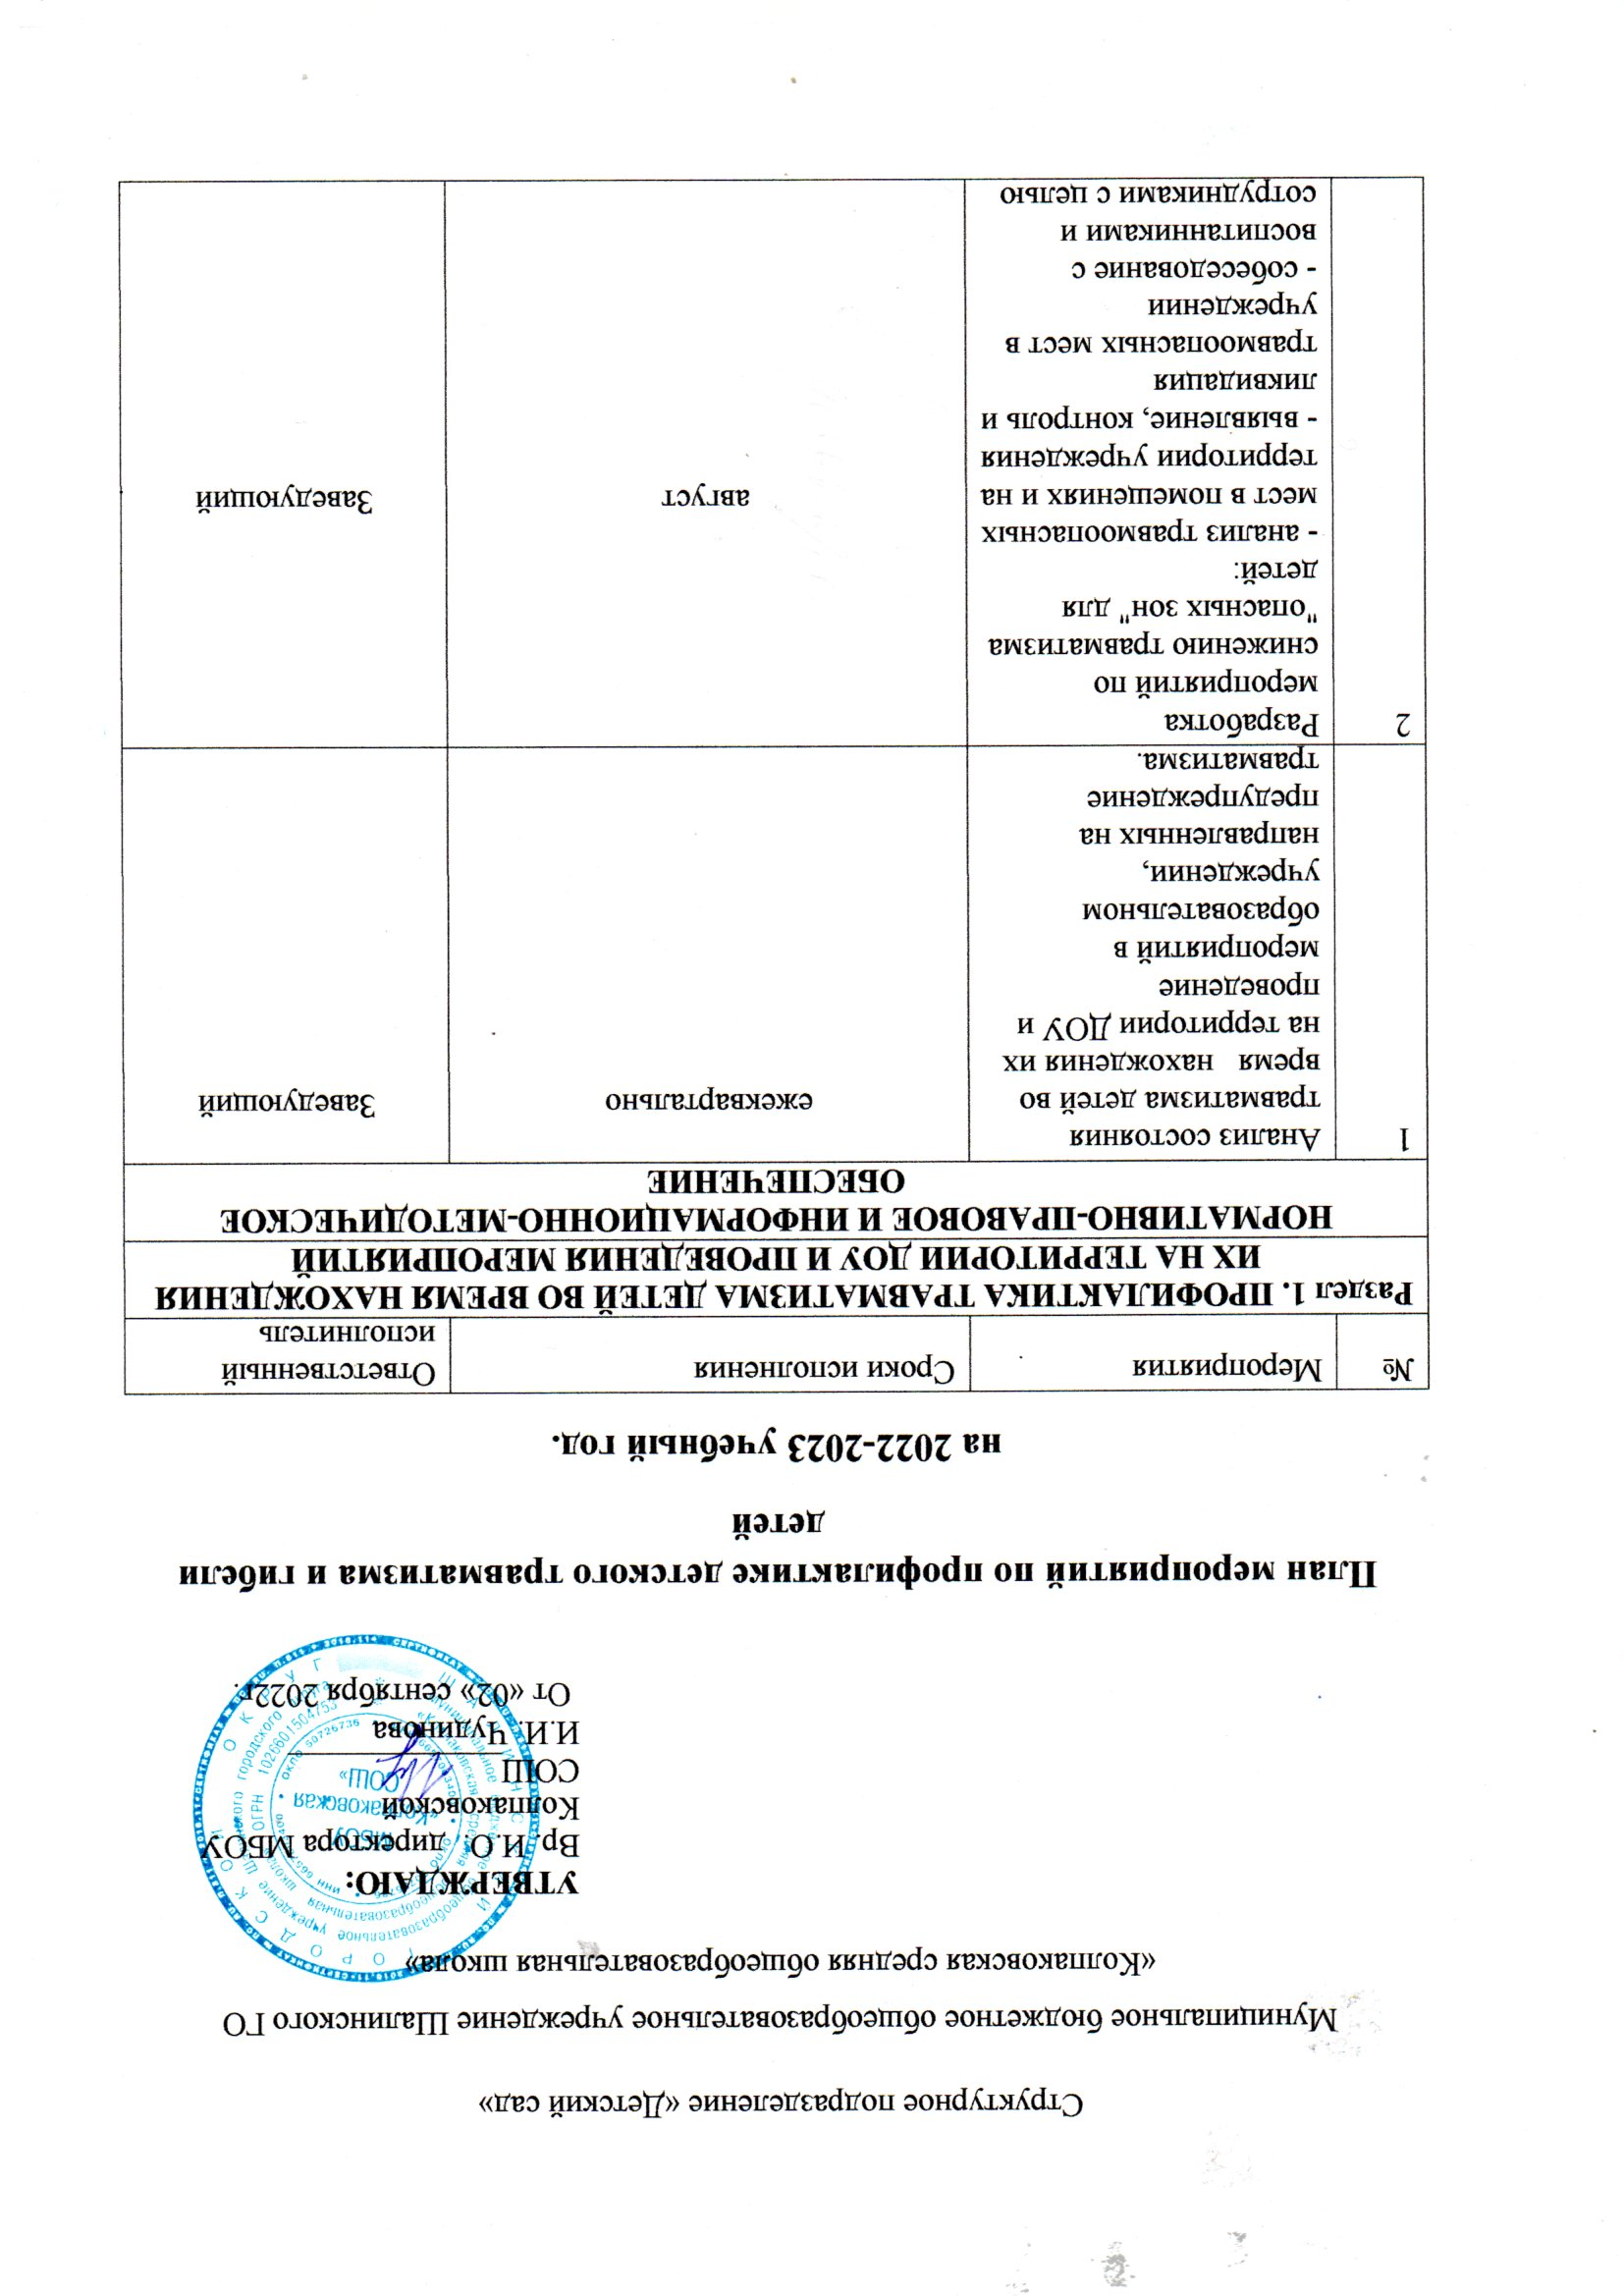 Структурное подразделение «Детский сад»
Муниципальное бюджетное общеобразовательное учреждение Шалинского ГО
«Колпаковская средняя общеобразовательная школа»
УТВЕРЖДАЮ:
Вр. И.О. директора МБОУ
Колпаковской
СОШ
И.И. Чудинова
От «02» сентября 2022г.
МБОУ
«Колпаковская
СОШ»
План мероприятий по профилактике детского травматизма и гибели
детей
на 2022-2023 учебный год.
№ Мероприятия Сроки исполнения Ответственный
исполнитель
Раздел 1. ПРОФИЛАКТИКА ТРАВМАТИЗМА ДЕТЕЙ ВО ВРЕМЯ НАХОЖДЕНИЯ
ИХ НА ТЕРРИТОРИИ ДОУ И ПРОВЕДЕНИЯ МЕРОПРИЯТИЙ
НОРМАТИВНО-ПРАВОВОЕ И ИНФОРМАЦИОННО-МЕТОДИЧЕСКОЕ
ОБЕСПЕЧЕНИЕ
1 Анализ состояния
травматизма детей во
время нахождения их
на территории ДОУ и
проведение
мероприятий в
образовательном
учреждении,
направленных на
предупреждение
травматизма.
ежеквартально
Заведующий
2 Разработка
мероприятий по
снижению травматизма
"опасных зон" для
детей:
- анализ травмоопасных
мест в помещениях и на
территории учреждения
- выявление, контроль и
ликвидация
травмоопасных мест в
учреждении
- собеседование с
воспитанниками и
сотрудниками с целью
август
Заведующий